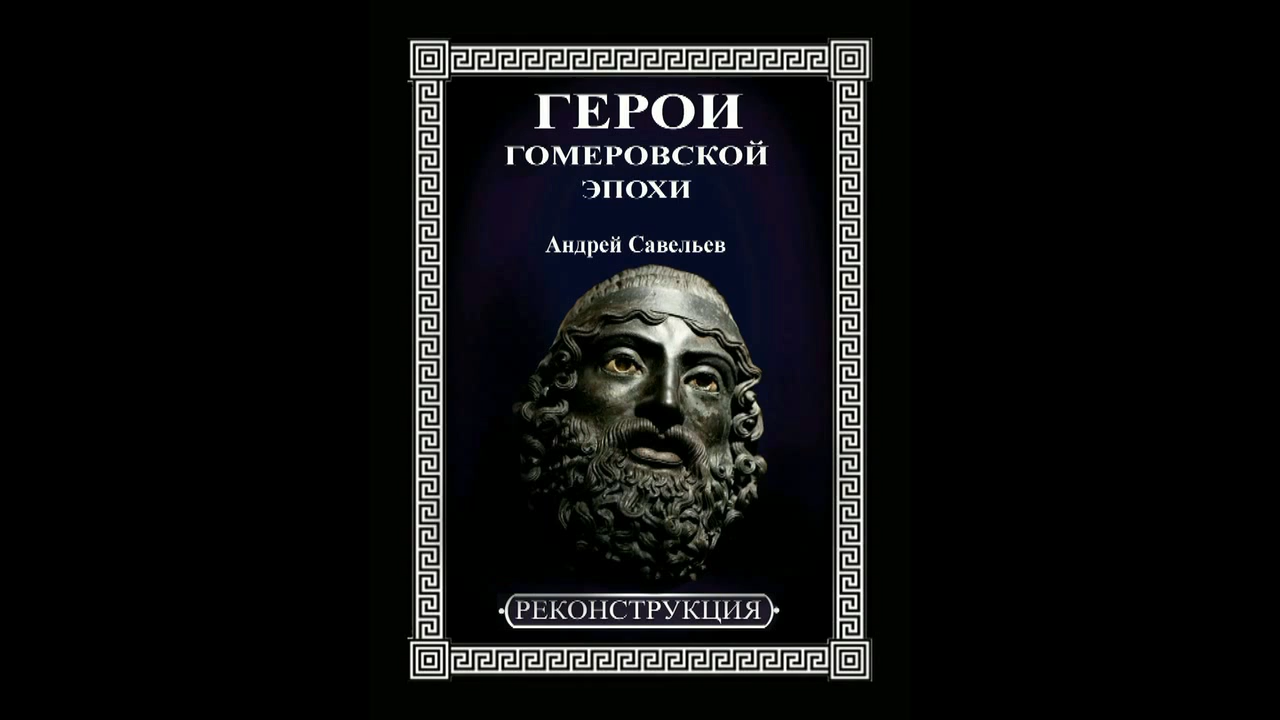 ГЕРОИ
ГОМЕРОВСКОЙ
ЭПОХИ
Андрей Савельев
РЕКОНСТРУКЦИЯ